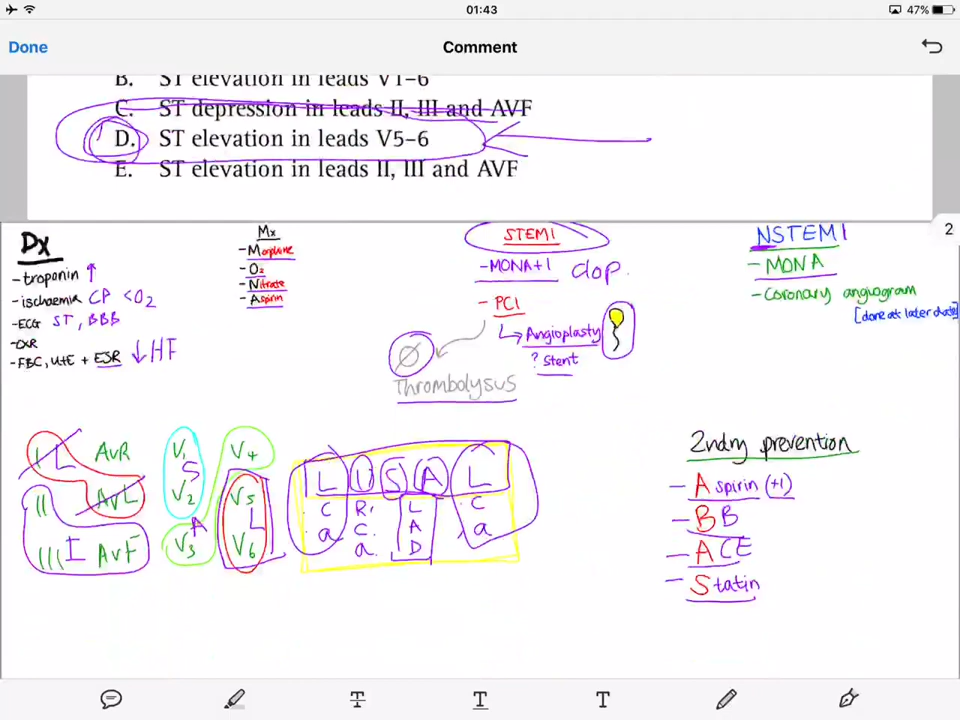 01:43
47%
Done
Comment
B. ST elevation in leads V1–6
C. ST depression in leads II, III and AVF
D. ST elevation in leads V5–6
E. ST elevation in leads II, III and AVF
2
Dx
-troponin ↑
-ischaemia CP <O2
-ECG ST, BBB
-CXR
-FBC, U+E + ESR ↓HF
Mx
-Morphine
-O2
-Nitrate
-Aspirin
STEMI
-MONA+1 clop.
-PCI
↳ Angioplasty
? Stent
Thrombolysus
NSTEMI
-MONA
-Coronary angiogram
[done at later date]
I L AvR V1 S V4
II AvL V2 V5 L
III I AvF V3 A V6
L I S A L
C R. L C
a C. A a
a. D
2ndry prevention
- Aspirin (+1)
- BB
- ACE
- Statin